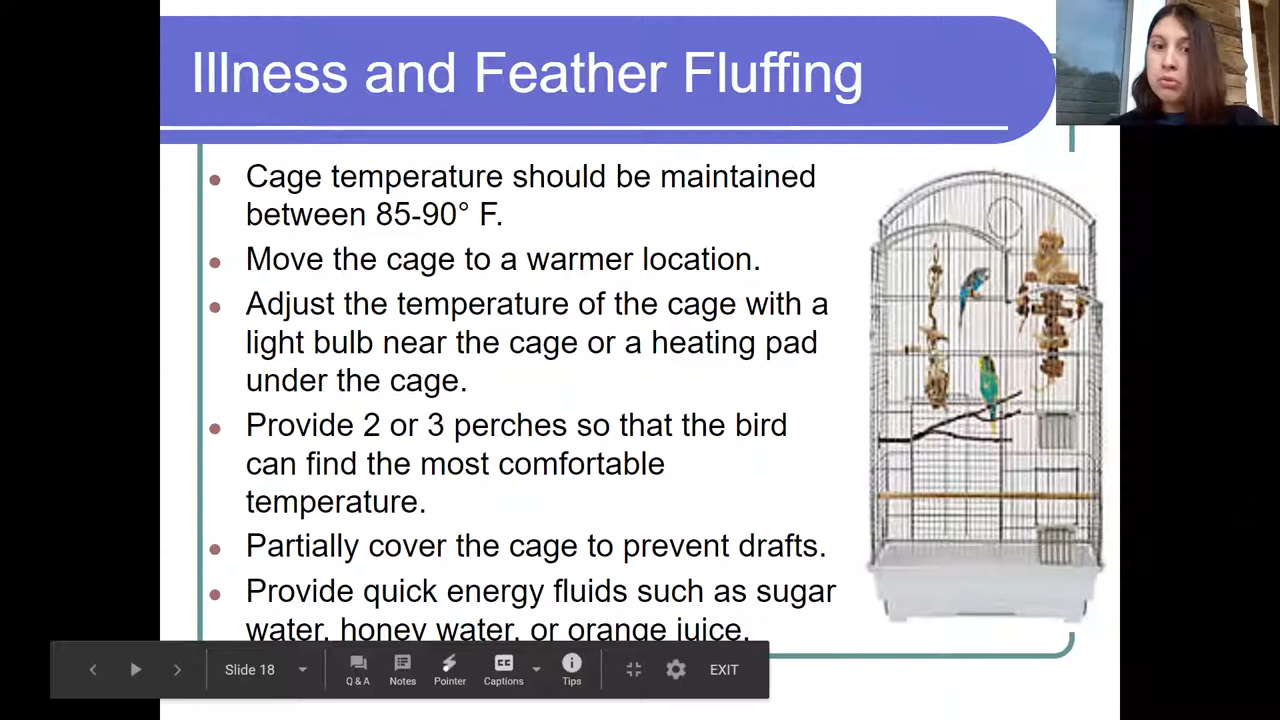 Illness and Feather Fluffing
Cage temperature should be maintained
between 85-90° F.
Move the cage to a warmer location.
Adjust the temperature of the cage with a
light bulb near the cage or a heating pad
under the cage.
Provide 2 or 3 perches so that the bird
can find the most comfortable
temperature.
Partially cover the cage to prevent drafts.
Provide quick energy fluids such as sugar
water, honey water, or orange juice.
Slide 18
Q & A
Notes
Pointer
CC
Captions
Tips
EXIT